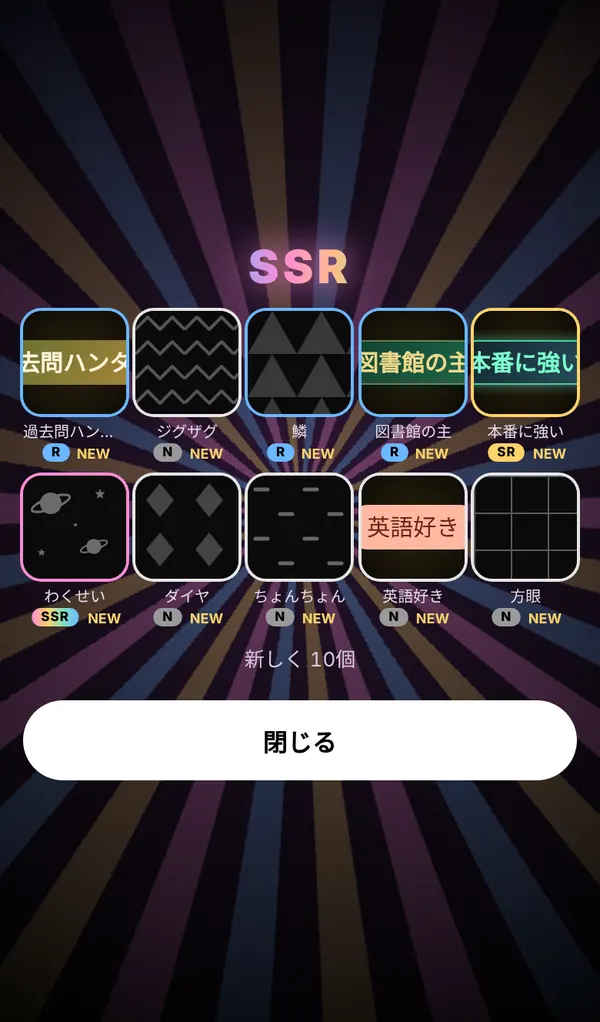 SSR
去問ハンタ
図書館の主
本番に強い
過去問ハン...
ジグザグ
鱗
図書館の主
本番に強い
R NEW
N NEW
R NEW
R NEW
SR NEW
英語好き
わくせい
ダイヤ
ちょんちょん
英語好き
方眼
SSR NEW
N NEW
N NEW
N NEW
N NEW
新しく 10個
閉じる